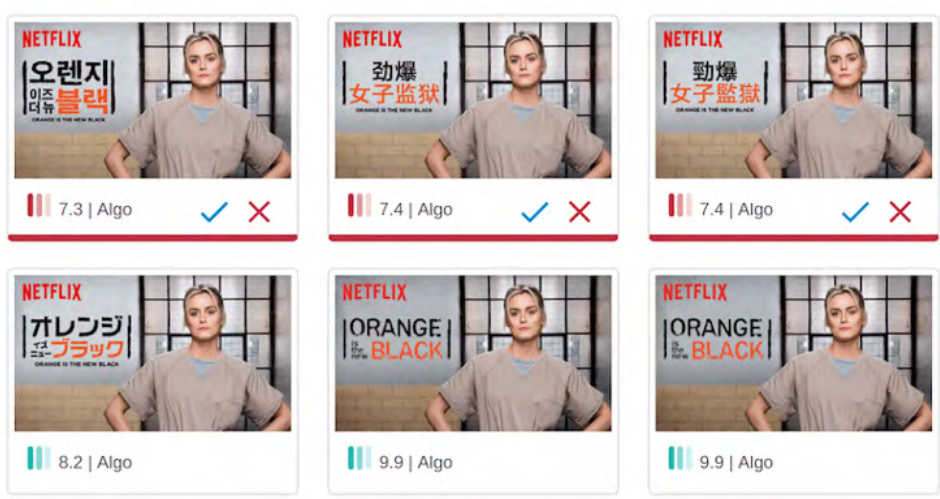 NETFLIX
오렌지
이즈
더 뉴 블랙
ORANGE IS THE NEW BLACK
7.3 | Algo
NETFLIX
劲爆
女子监狱
ORANGE IS THE NEW BLACK
7.4 | Algo
NETFLIX
勁爆
女子監獄
ORANGE IS THE NEW BLACK
7.4 | Algo
NETFLIX
オレンジ
イズ
ニュー ブラック
ORANGE IS THE NEW BLACK
8.2 | Algo
NETFLIX
ORANGE
is
the
new BLACK
9.9 | Algo
NETFLIX
ORANGE
is
the
new BLACK
9.9 | Algo